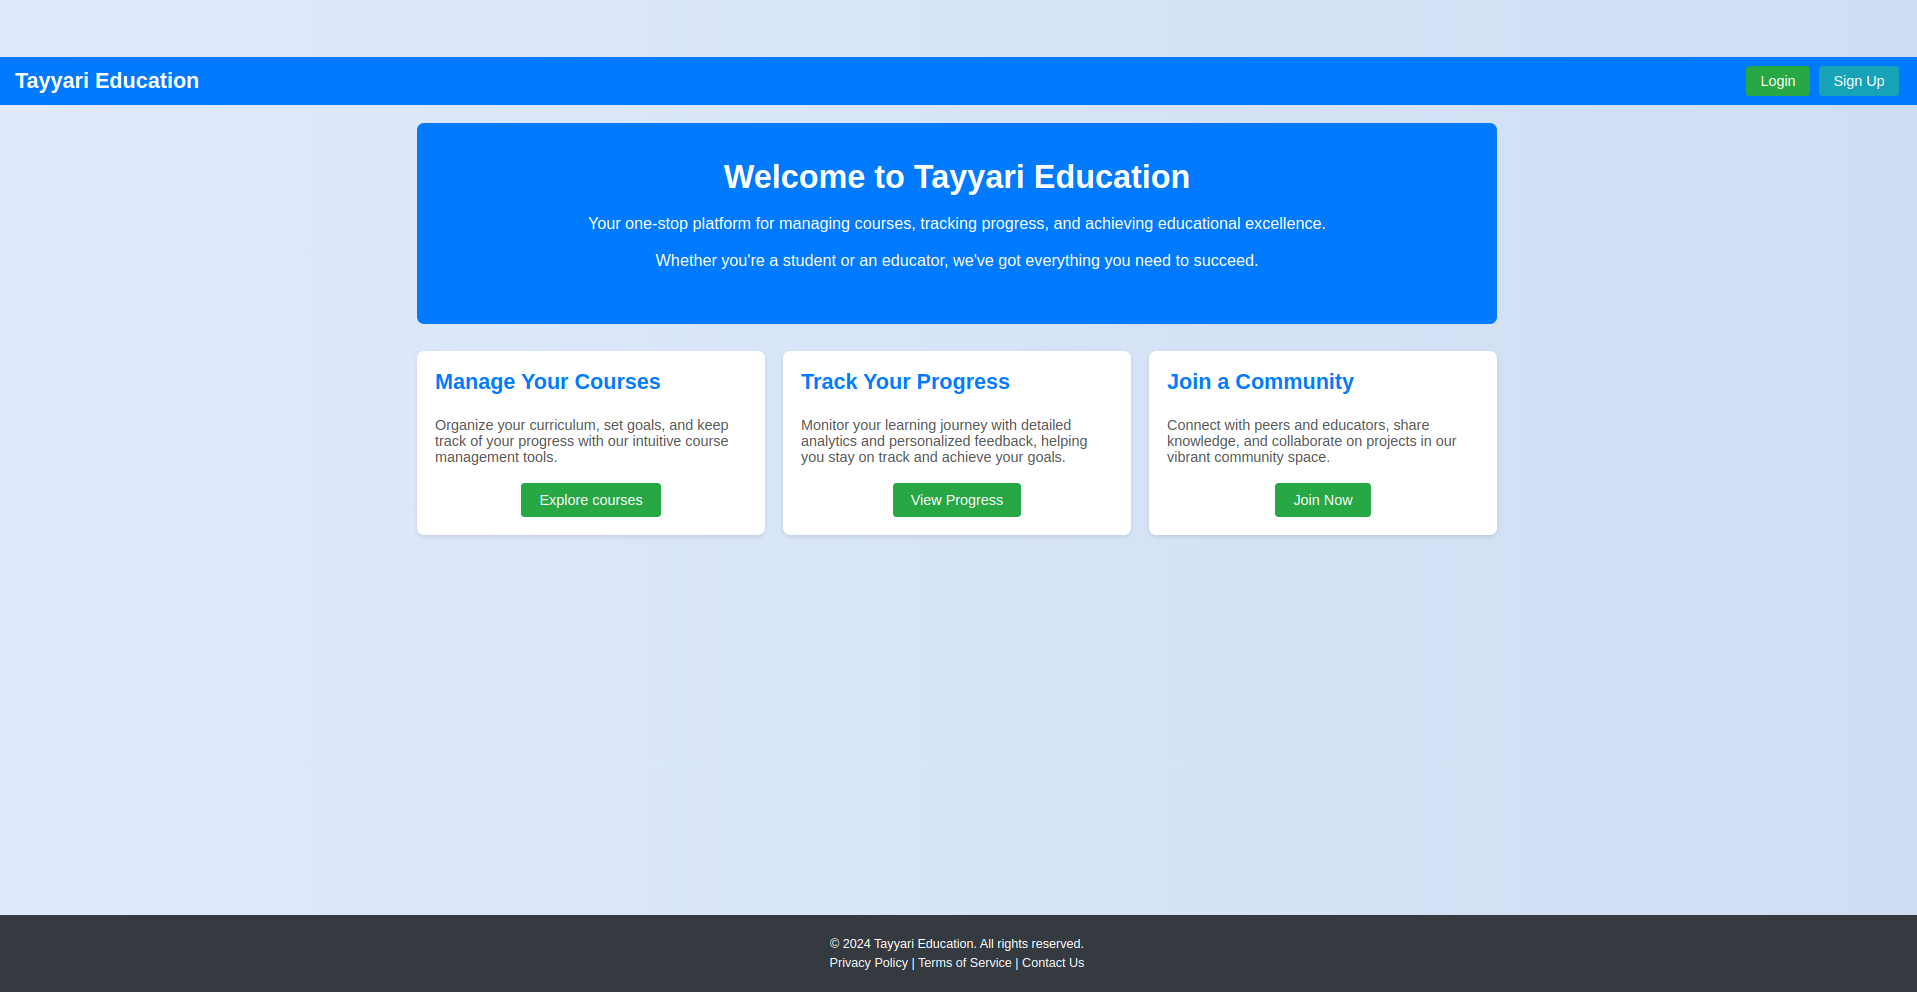 Tayyari Education
Login
Sign Up
Welcome to Tayyari Education
Your one-stop platform for managing courses, tracking progress, and achieving educational excellence.
Whether you're a student or an educator, we've got everything you need to succeed.
Manage Your Courses
Organize your curriculum, set goals, and keep
track of your progress with our intuitive course
management tools.
Explore courses
Track Your Progress
Monitor your learning journey with detailed
analytics and personalized feedback, helping
you stay on track and achieve your goals.
View Progress
Join a Community
Connect with peers and educators, share
knowledge, and collaborate on projects in our
vibrant community space.
Join Now
© 2024 Tayyari Education. All rights reserved.
Privacy Policy | Terms of Service | Contact Us